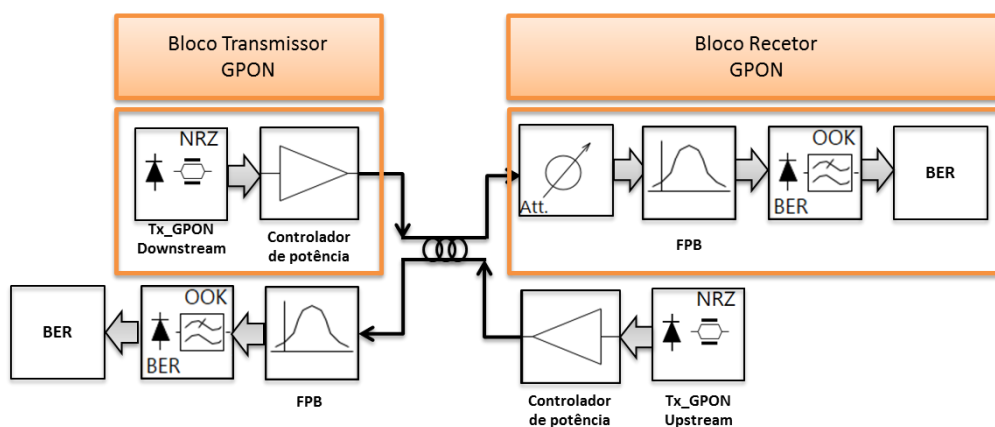 Bloco Transmissor
GPON
Bloco Recetor
GPON
NRZ
Tx_GPON
Downstream
Controlador
de potência
Att.
FPB
OOK
BER
BER
BER
OOK
BER
FPB
Controlador
de potência
NRZ
Tx_GPON
Upstream